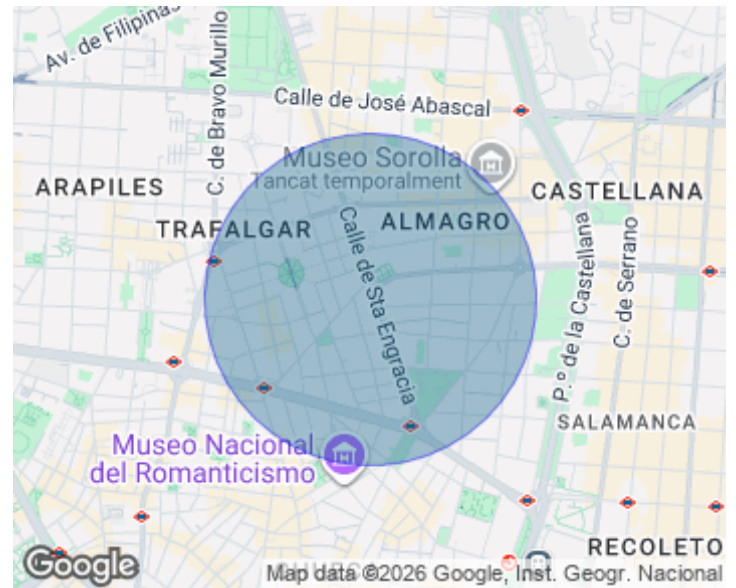 Av. de Filipinas
C. de Bravo Murillo
Calle de José Abascal
Museo Sorolla
Tancat temporalment
ARAPILES
CASTELLANA
TRAFALGAR
ALMAGRO
Calle de Sta Engracia
P.º de la Castellana
C. de Serrano
SALAMANCA
Museo Nacional
del Romanticismo
RECOLETO
Google
Map data ©2026 Google, Inst. Geogr. Nacional